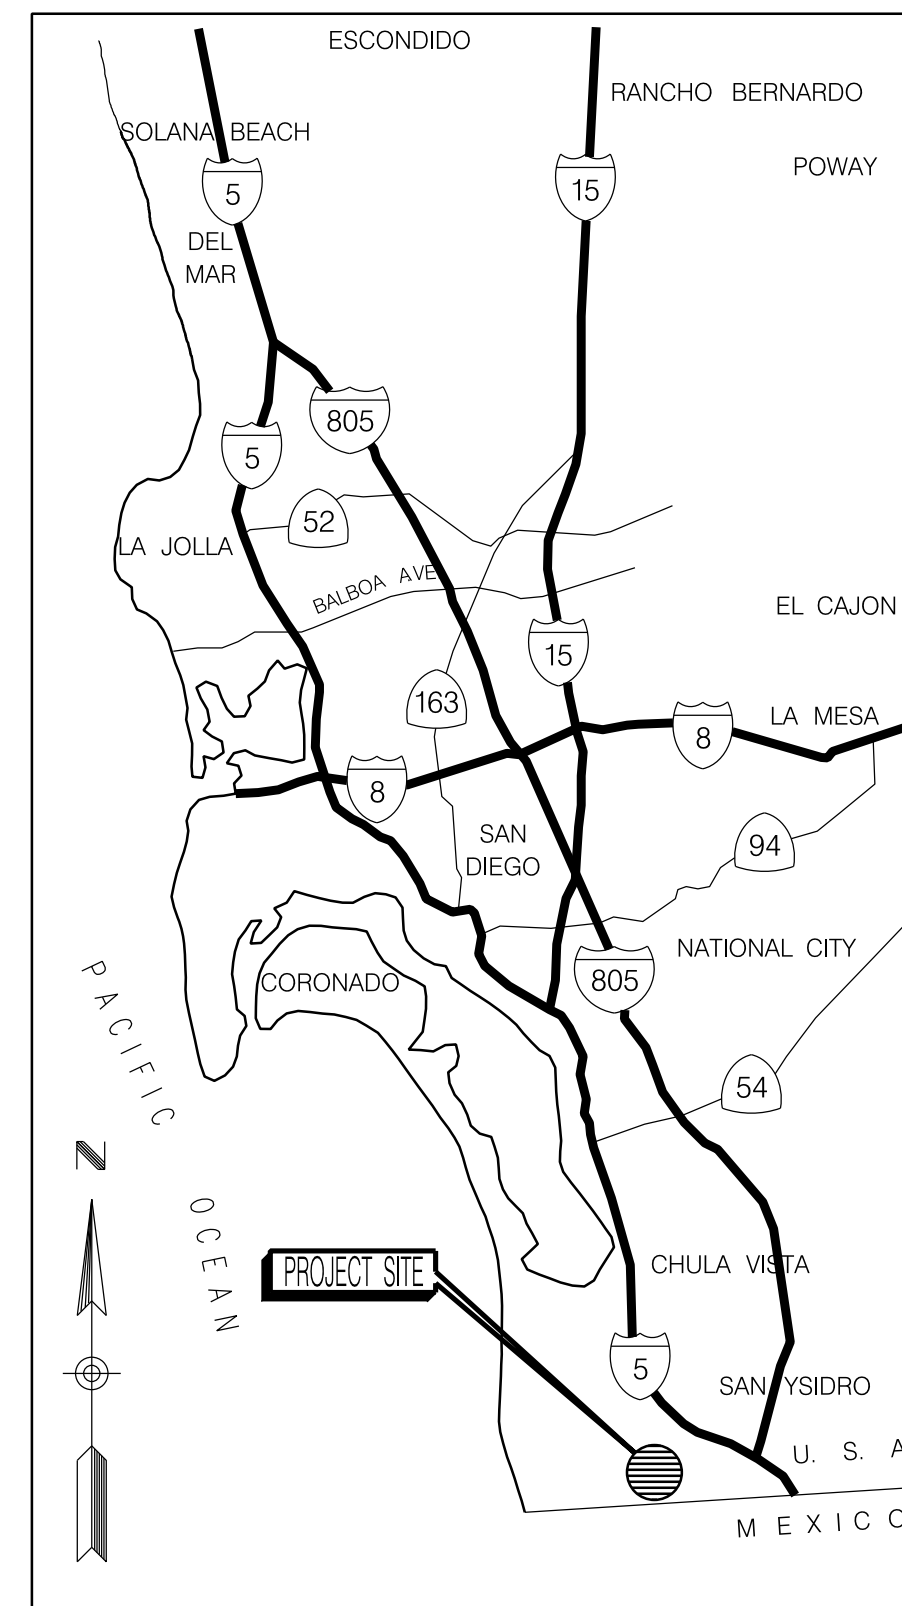 ESCONDIDO
RANCHO BERNARDO
SOLANA BEACH
POWAY
5
15
DEL
MAR
805
5
52
LA JOLLA
BALBOA AVE
EL CAJON
15
163
LA MESA
8
8
SAN
DIEGO
94
NATIONAL CITY
805
CORONADO
PACIFIC
54
N
OCEAN
CHULA VISTA
PROJECT SITE
5
SAN YSIDRO
U. S. A
MEXICO